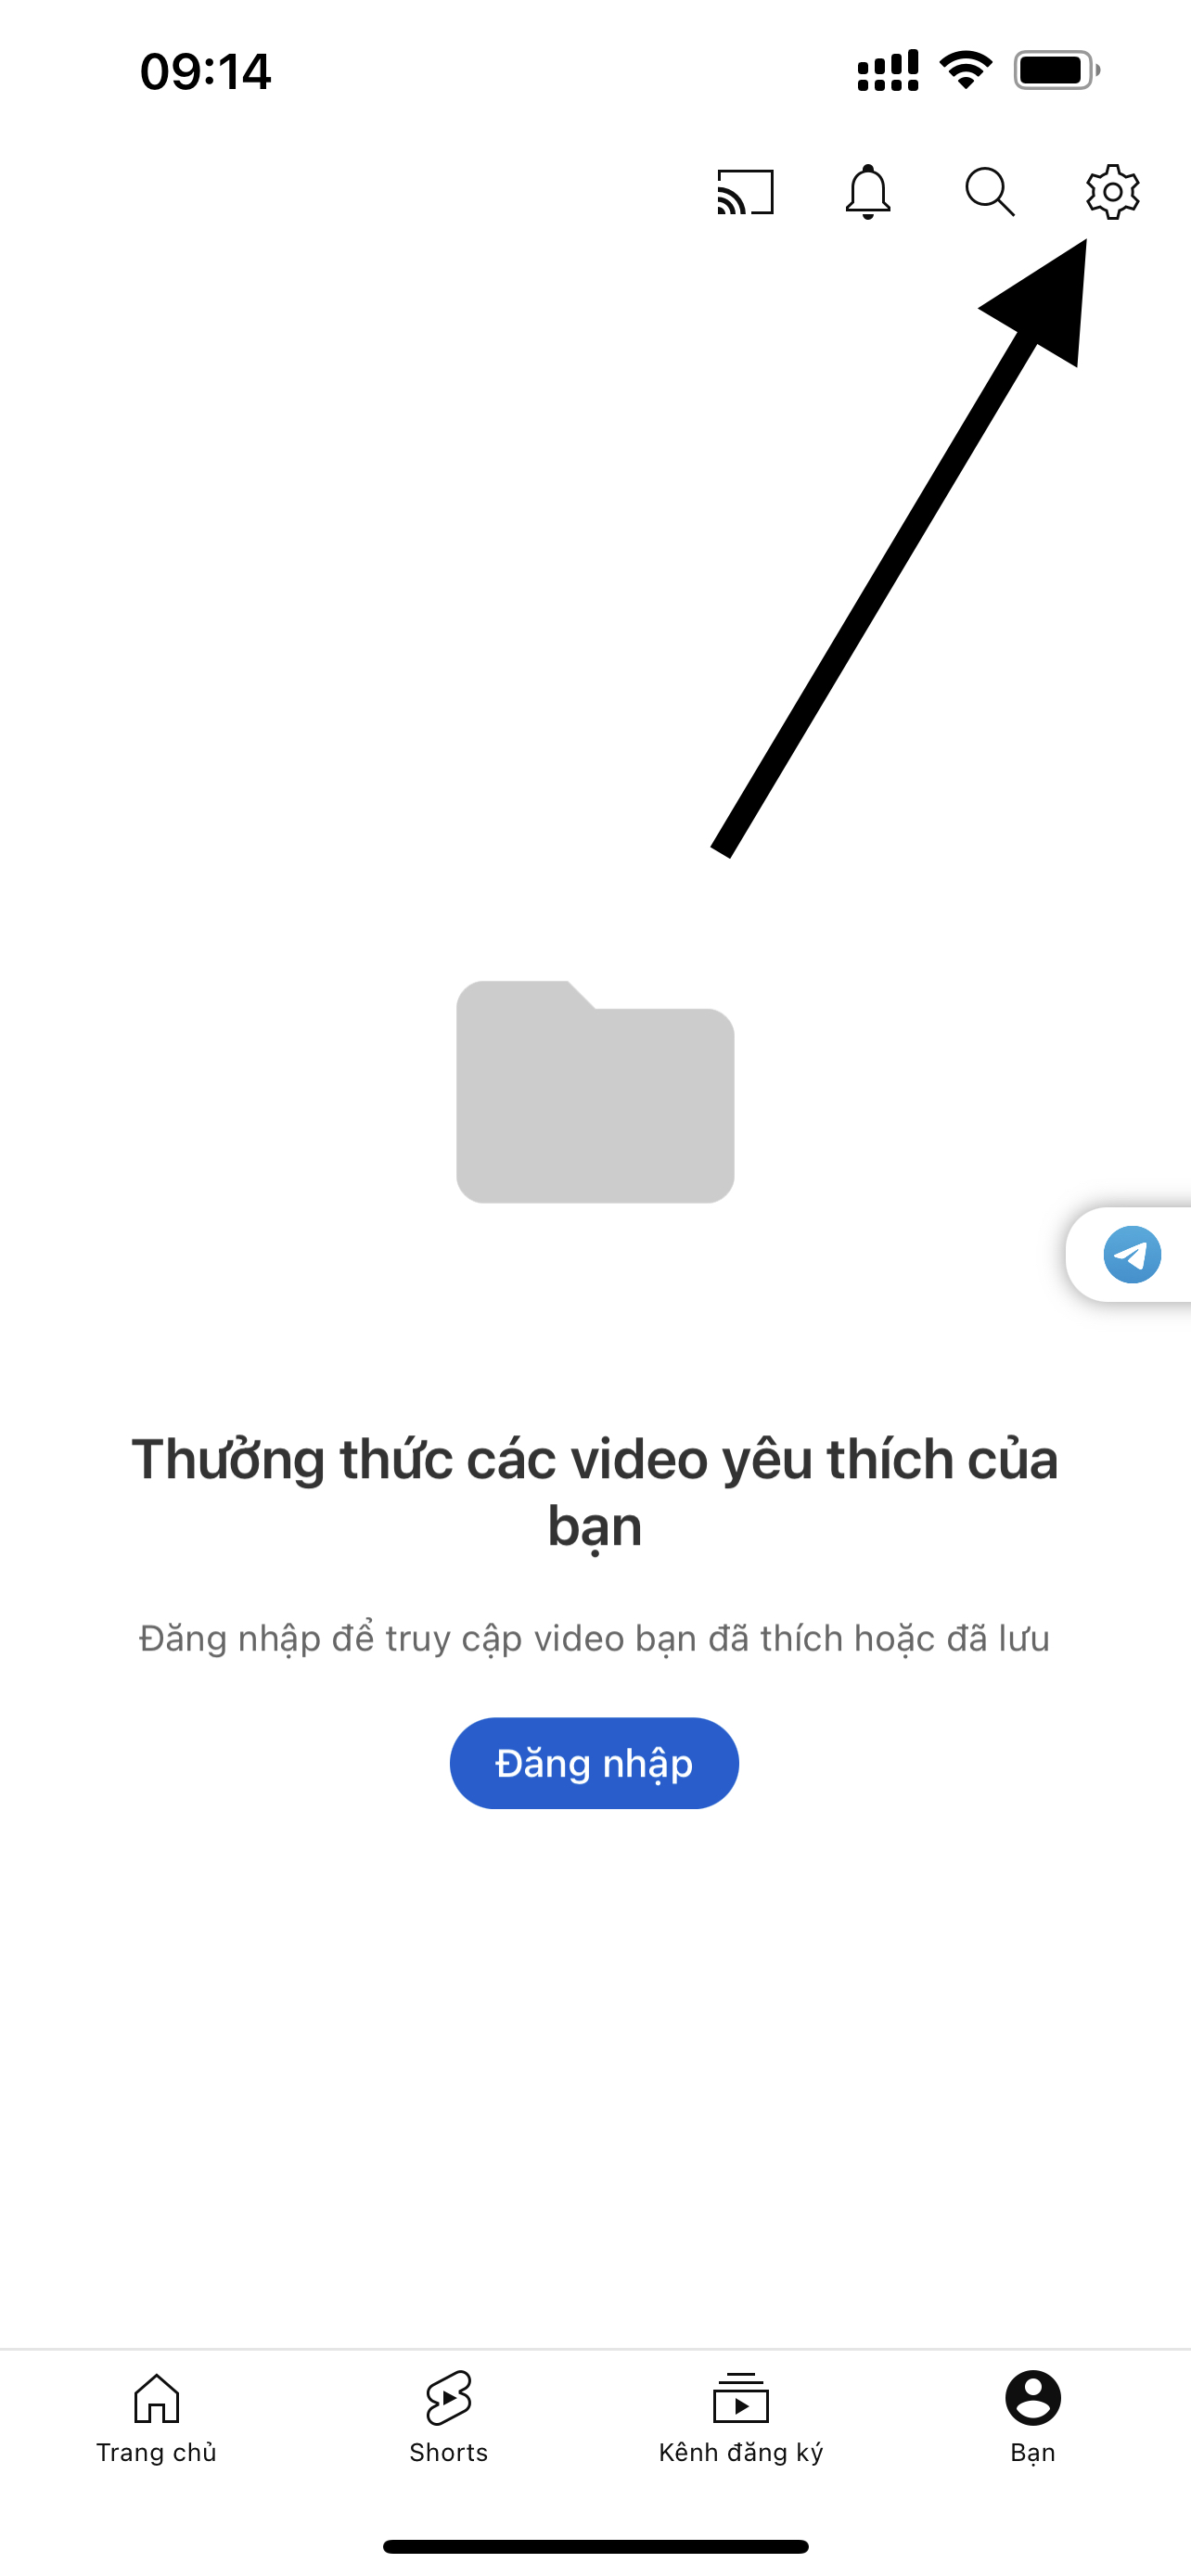 09:14
Thưởng thức các video yêu thích của
bạn
Đăng nhập để truy cập video bạn đã thích hoặc đã lưu
Đăng nhập
Trang chủ
Shorts
Kênh đăng ký
Bạn